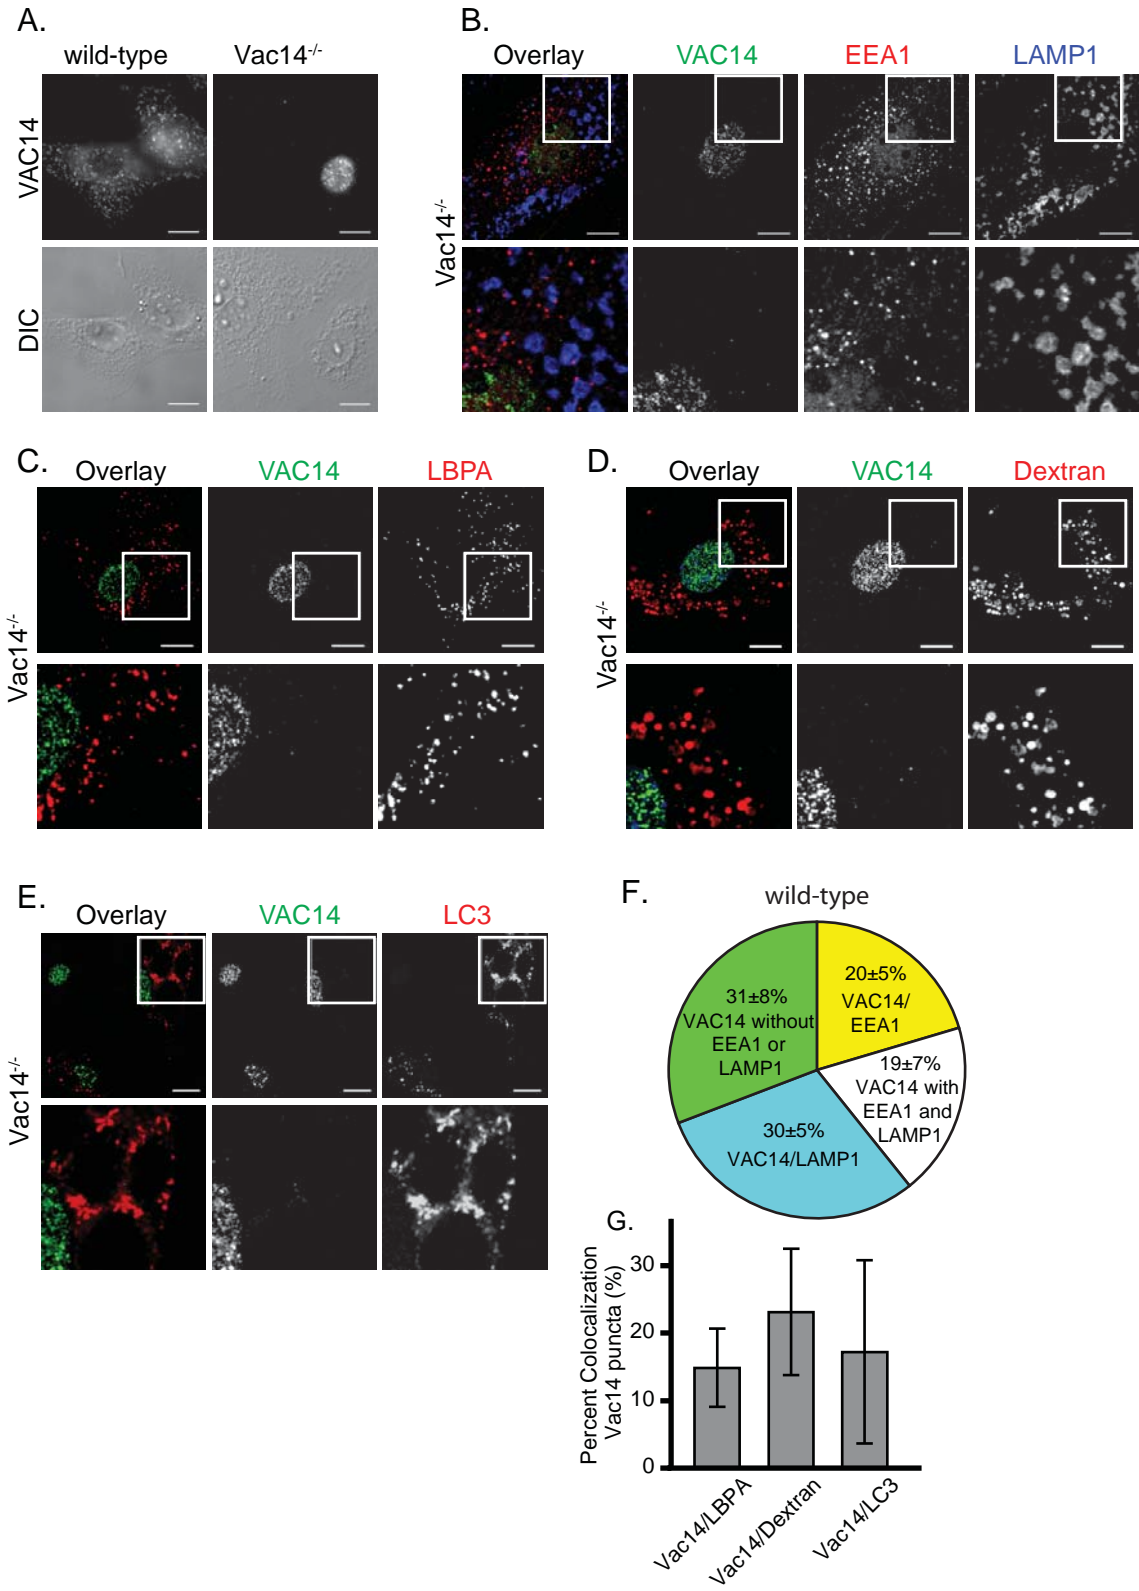 A.
wild-type Vac14-/-
VAC14
DIC
B.
Overlay VAC14 EEA1 LAMP1
Vac14-/-
C.
Overlay VAC14 LBPA
Vac14-/-
D.
Overlay VAC14 Dextran
Vac14-/-
E.
Overlay VAC14 LC3
Vac14-/-
F.
wild-type
20±5%
VAC14/
EEA1
19±7%
VAC14 with
EEA1 and
LAMP1
30±5%
VAC14/LAMP1
31±8%
VAC14 without
EEA1 or
LAMP1
G.
Percent Colocalization
Vac14 puncta (%)
30
20
10
0
Vac14/LBPA
Vac14/Dextran
Vac14/LC3